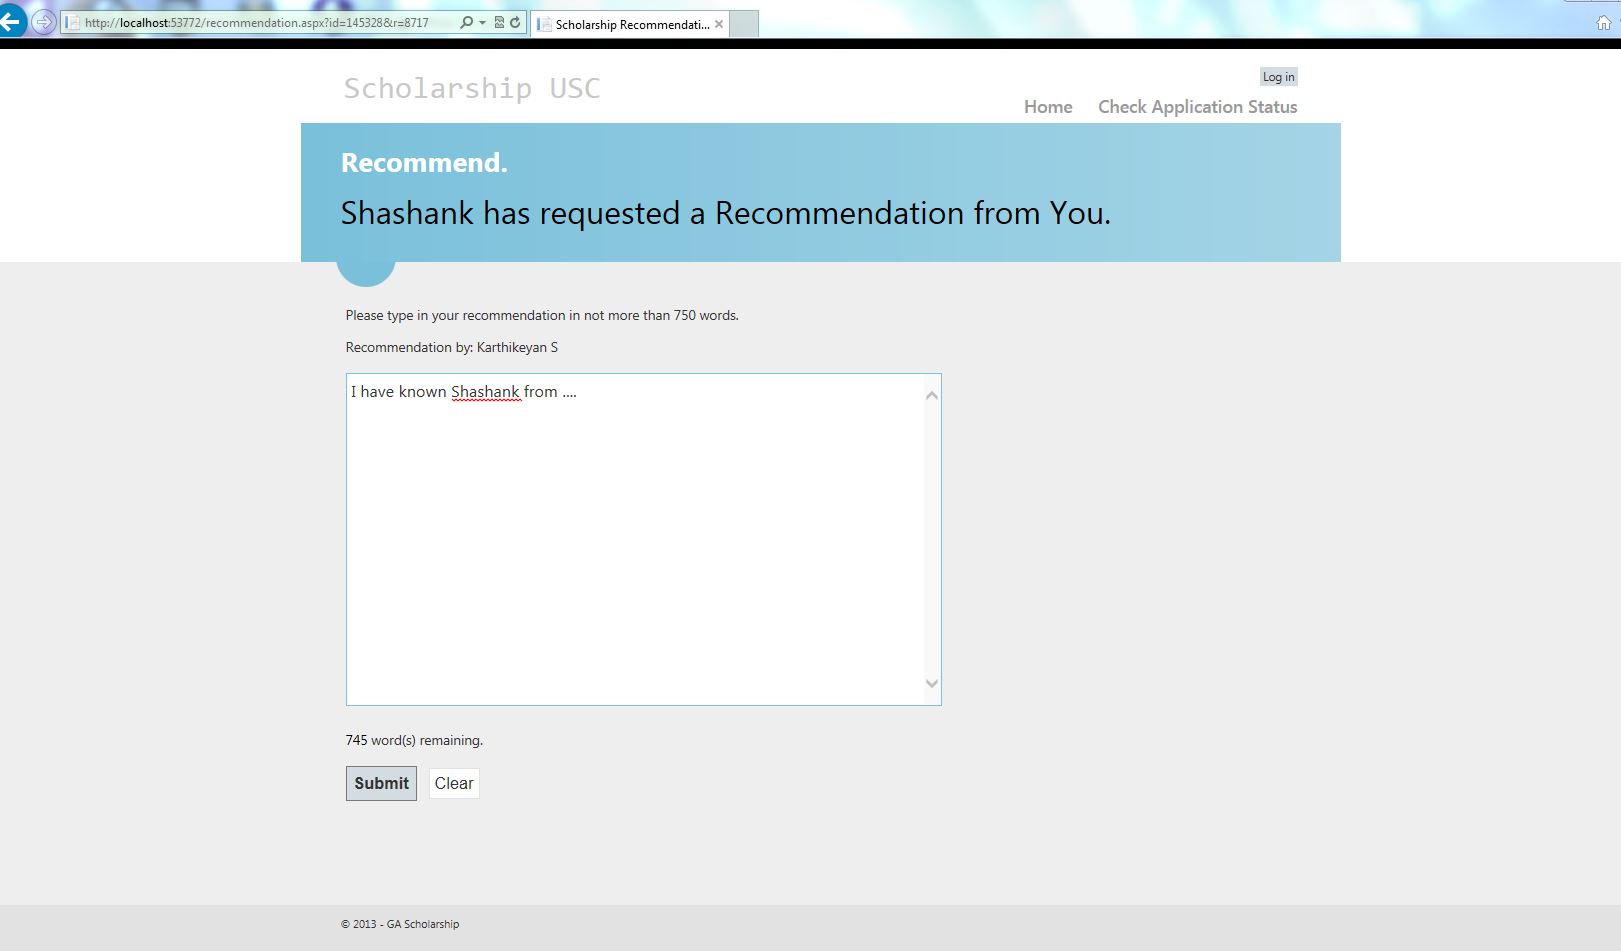 http://localhost:53772/recommendation.aspx?id=145328&r=8717
Scholarship Recommendati...
Scholarship USC
Log in
Home Check Application Status
Recommend.
Shashank has requested a Recommendation from You.
Please type in your recommendation in not more than 750 words.
Recommendation by: Karthikeyan S
I have known Shashank from ....
745 word(s) remaining.
Submit Clear
© 2013 - GA Scholarship